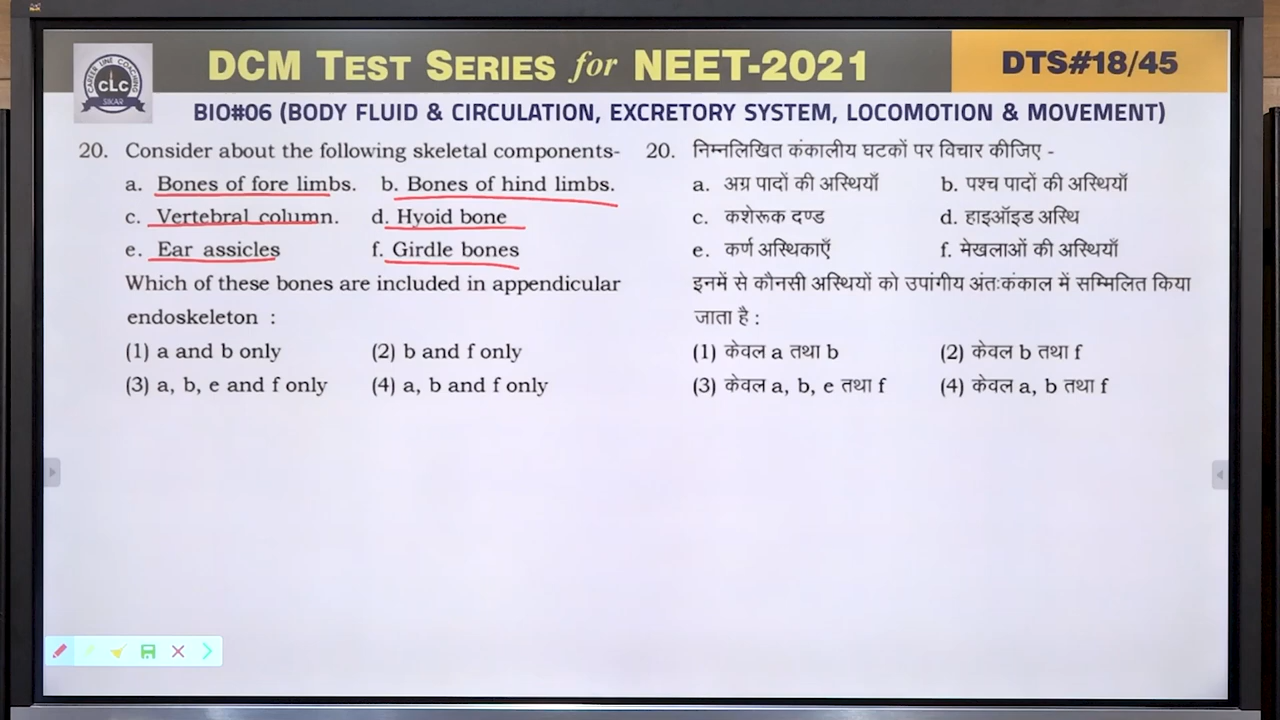 CAREER LINE COACHING
CLC
SIKAR
DCM TEST SERIES for NEET-2021
DTS#18/45
BIO#06 (BODY FLUID & CIRCULATION, EXCRETORY SYSTEM, LOCOMOTION & MOVEMENT)
20. Consider about the following skeletal components-
a. Bones of fore limbs. b. Bones of hind limbs.
c. Vertebral column. d. Hyoid bone
e. Ear assicles f. Girdle bones
Which of these bones are included in appendicular
endoskeleton :
(1) a and b only (2) b and f only
(3) a, b, e and f only (4) a, b and f only
20. निम्नलिखित कंकालीय घटकों पर विचार कीजिए -
a. अग्र पादों की अस्थियाँ b. पश्च पादों की अस्थियाँ
c. कशेरूक दण्ड d. हाइऑइड अस्थि
e. कर्ण अस्थिकाएँ f. मेखलाओं की अस्थियाँ
इनमें से कौनसी अस्थियों को उपांगीय अंतःकंकाल में सम्मिलित किया
जाता है :
(1) केवल a तथा b (2) केवल b तथा f
(3) केवल a, b, e तथा f (4) केवल a, b तथा f